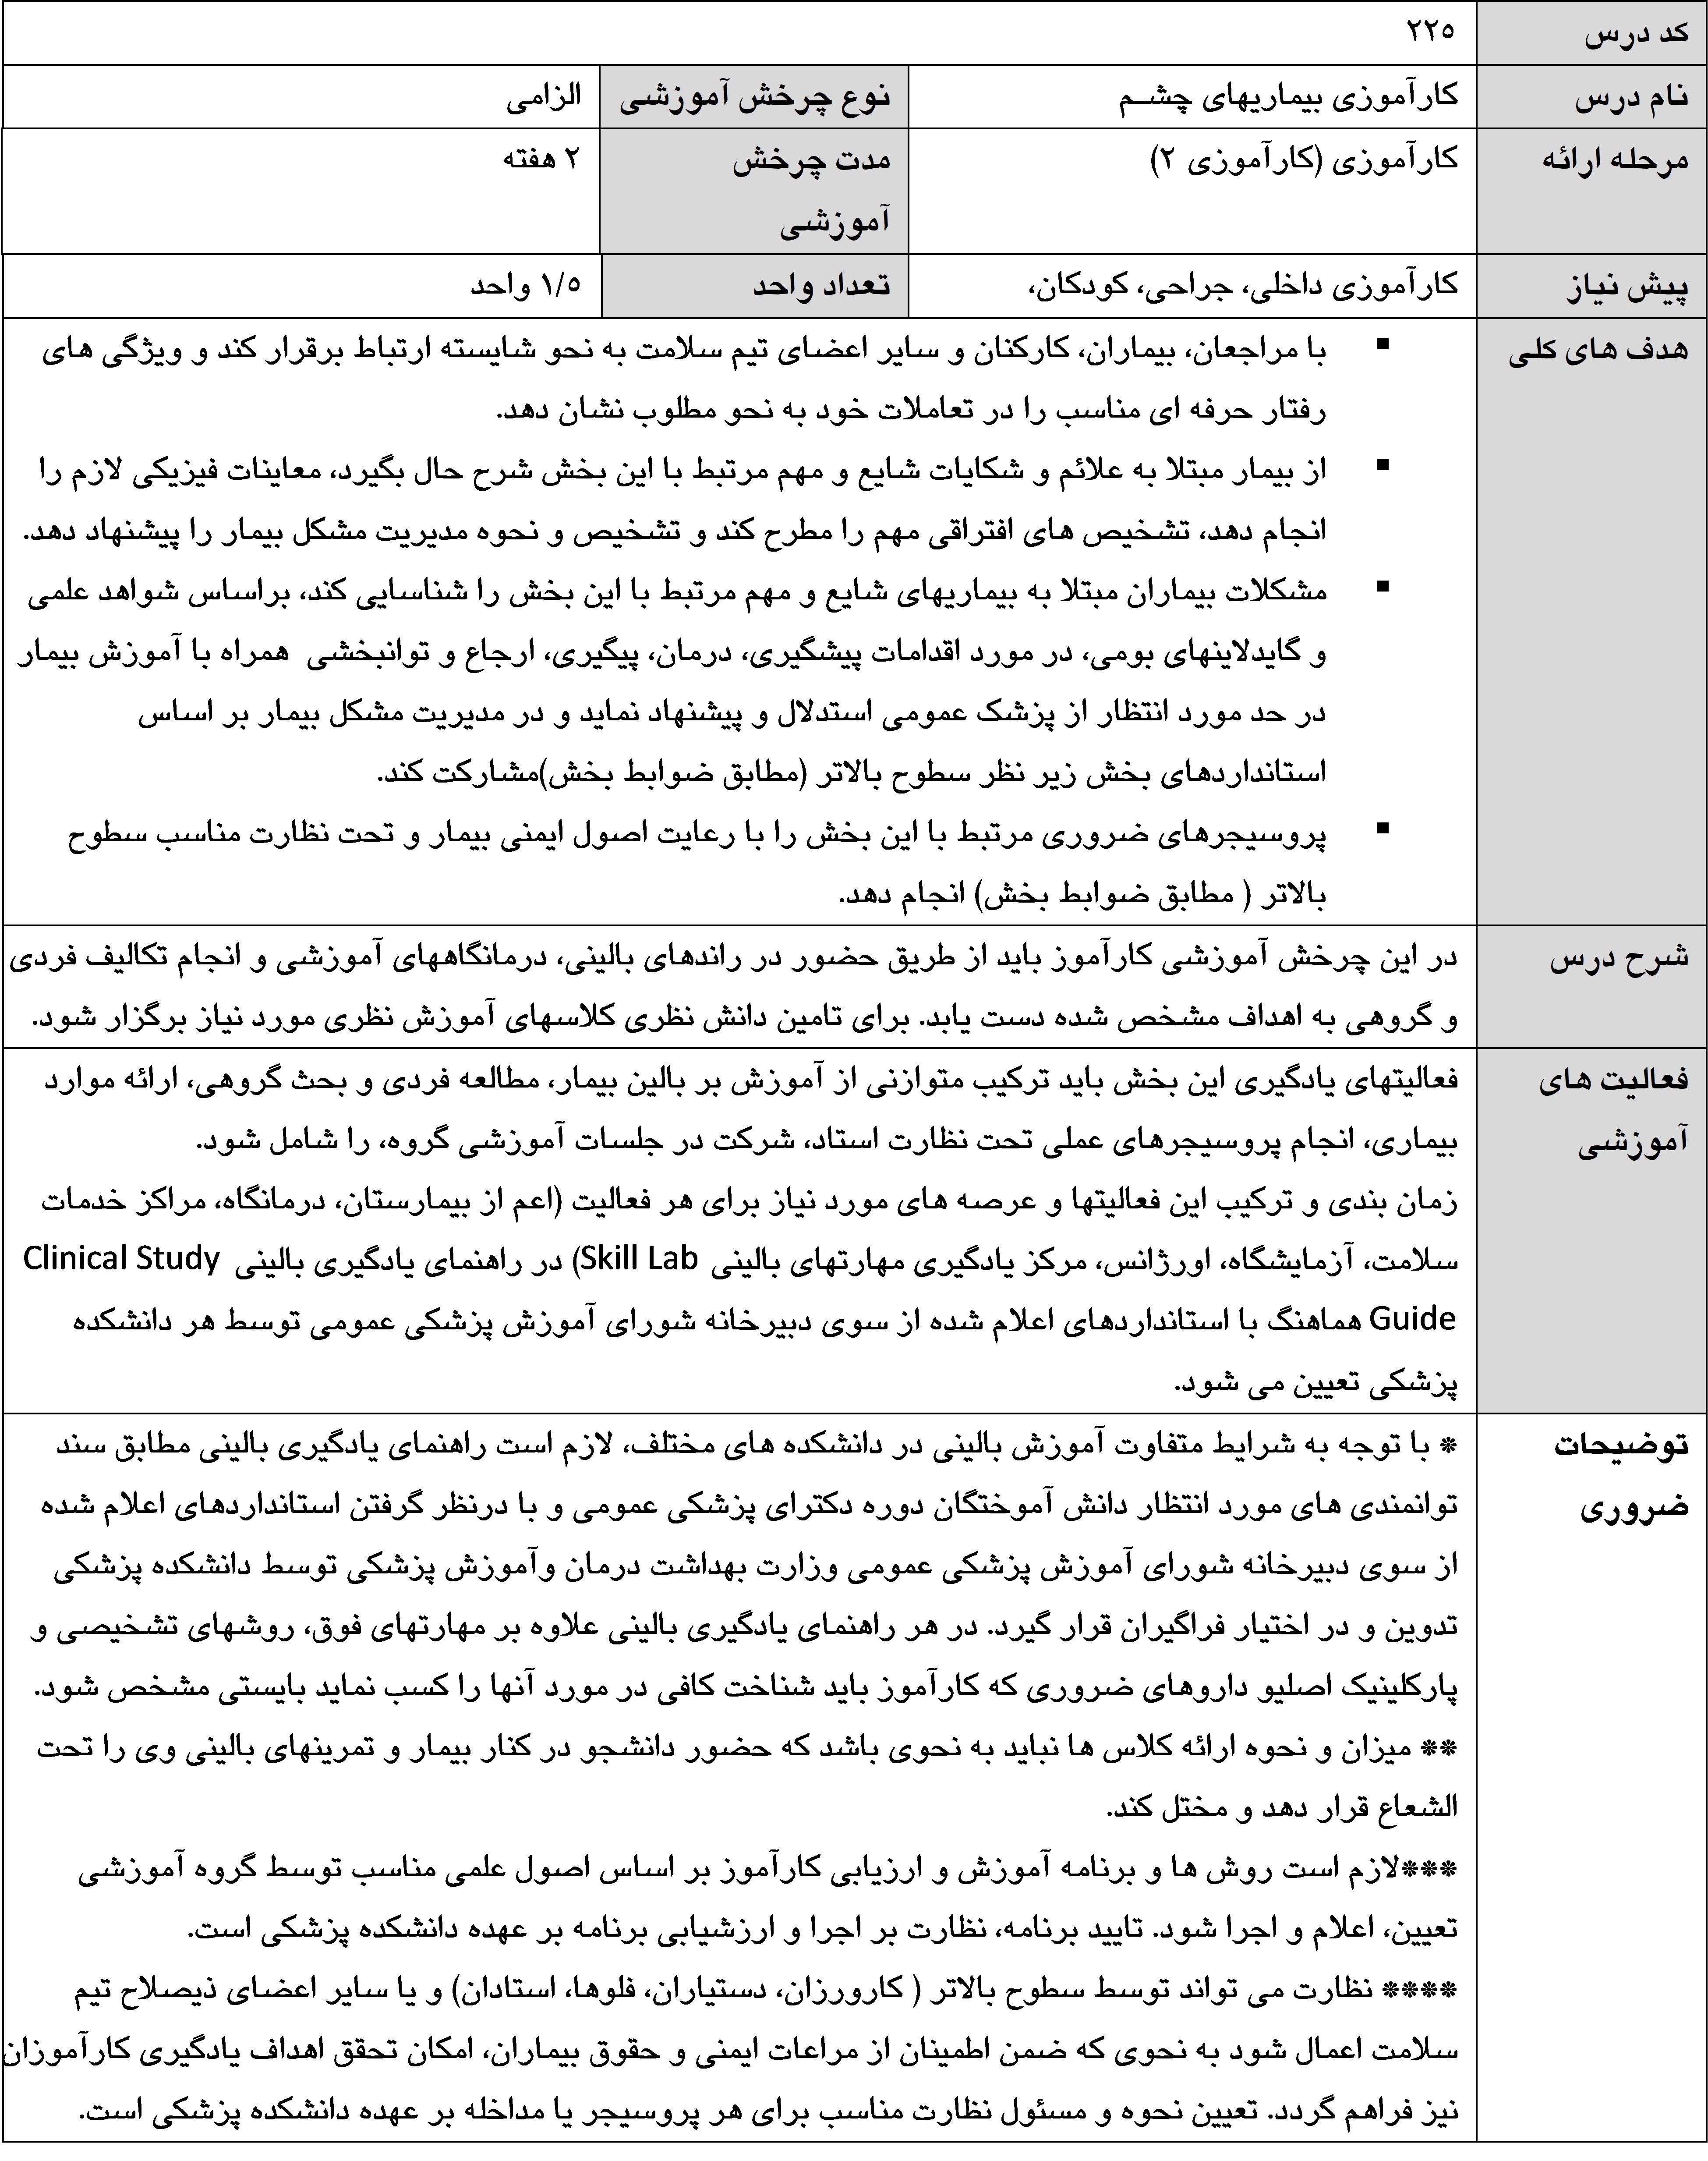 کد درس ۲۲۵
نام درس کارآموزی بیماریهای چشم نوع چرخش آموزشی الزامی
مرحله ارائه کارآموزی (کارآموزی ۲) مدت چرخش ۲ هفته
آموزشی
پیش نیاز کارآموزی داخلی، جراحی، کودکان، تعداد واحد ۱/۵ واحد
هدف های کلی ▪ با مراجعان، بیماران، کارکنان و سایر اعضای تیم سلامت به نحو شایسته ارتباط برقرار کند و ویژگی های
رفتار حرفه ای مناسب را در تعاملات خود به نحو مطلوب نشان دهد.
▪ از بیمار مبتلا به علائم و شکایات شایع و مهم مرتبط با این بخش شرح حال بگیرد، معاینات فیزیکی لازم را
انجام دهد، تشخیص های افتراقی مهم را مطرح کند و تشخیص و نحوه مدیریت مشکل بیمار را پیشنهاد دهد.
▪ مشکلات بیماران مبتلا به بیماریهای شایع و مهم مرتبط با این بخش را شناسایی کند، براساس شواهد علمی
و گایدلاینهای بومی، در مورد اقدامات پیشگیری، درمان، پیگیری، ارجاع و توانبخشی همراه با آموزش بیمار
در حد مورد انتظار از پزشک عمومی استدلال و پیشنهاد نماید و در مدیریت مشکل بیمار بر اساس
استانداردهای بخش زیر نظر سطوح بالاتر (مطابق ضوابط بخش)مشارکت کند.
▪ پروسیجرهای ضروری مرتبط با این بخش را با رعایت اصول ایمنی بیمار و تحت نظارت مناسب سطوح
بالاتر ( مطابق ضوابط بخش) انجام دهد.
شرح درس در این چرخش آموزشی کارآموز باید از طریق حضور در راندهای بالینی، درمانگاههای آموزشی و انجام تکالیف فردی
و گروهی به اهداف مشخص شده دست یابد. برای تامین دانش نظری کلاسهای آموزش نظری مورد نیاز برگزار شود.
فعالیت های فعالیتهای یادگیری این بخش باید ترکیب متوازنی از آموزش بر بالین بیمار، مطالعه فردی و بحث گروهی، ارائه موارد
آموزشی بیماری، انجام پروسیجرهای عملی تحت نظارت استاد، شرکت در جلسات آموزشی گروه، را شامل شود.
زمان بندی و ترکیب این فعالیتها و عرصه های مورد نیاز برای هر فعالیت (اعم از بیمارستان، درمانگاه، مراکز خدمات
سلامت، آزمایشگاه، اورژانس، مرکز یادگیری مهارتهای بالینی Skill Lab) در راهنمای یادگیری بالینی Clinical Study
Guide هماهنگ با استانداردهای اعلام شده از سوی دبیرخانه شورای آموزش پزشکی عمومی توسط هر دانشکده
پزشکی تعیین می شود.
توضیحات * با توجه به شرایط متفاوت آموزش بالینی در دانشکده های مختلف، لازم است راهنمای یادگیری بالینی مطابق سند
ضروری توانمندی های مورد انتظار دانش آموختگان دوره دکترای پزشکی عمومی و با درنظر گرفتن استانداردهای اعلام شده
از سوی دبیرخانه شورای آموزش پزشکی عمومی وزارت بهداشت درمان وآموزش پزشکی توسط دانشکده پزشکی
تدوین و در اختیار فراگیران قرار گیرد. در هر راهنمای یادگیری بالینی علاوه بر مهارتهای فوق، روشهای تشخیصی و
پارکلینیک اصلیو داروهای ضروری که کارآموز باید شناخت کافی در مورد آنها را کسب نماید بایستی مشخص شود.
** میزان و نحوه ارائه کلاس ها نباید به نحوی باشد که حضور دانشجو در کنار بیمار و تمرینهای بالینی وی را تحت
الشعاع قرار دهد و مختل کند.
***لازم است روش ها و برنامه آموزش و ارزیابی کارآموز بر اساس اصول علمی مناسب توسط گروه آموزشی
تعیین، اعلام و اجرا شود. تایید برنامه، نظارت بر اجرا و ارزشیابی برنامه بر عهده دانشکده پزشکی است.
**** نظارت می تواند توسط سطوح بالاتر ( کارورزان، دستیاران، فلوها، استادان) و یا سایر اعضای ذیصلاح تیم
سلامت اعمال شود به نحوی که ضمن اطمینان از مراعات ایمنی و حقوق بیماران، امکان تحقق اهداف یادگیری کارآموزان
نیز فراهم گردد. تعیین نحوه و مسئول نظارت مناسب برای هر پروسیجر یا مداخله بر عهده دانشکده پزشکی است.